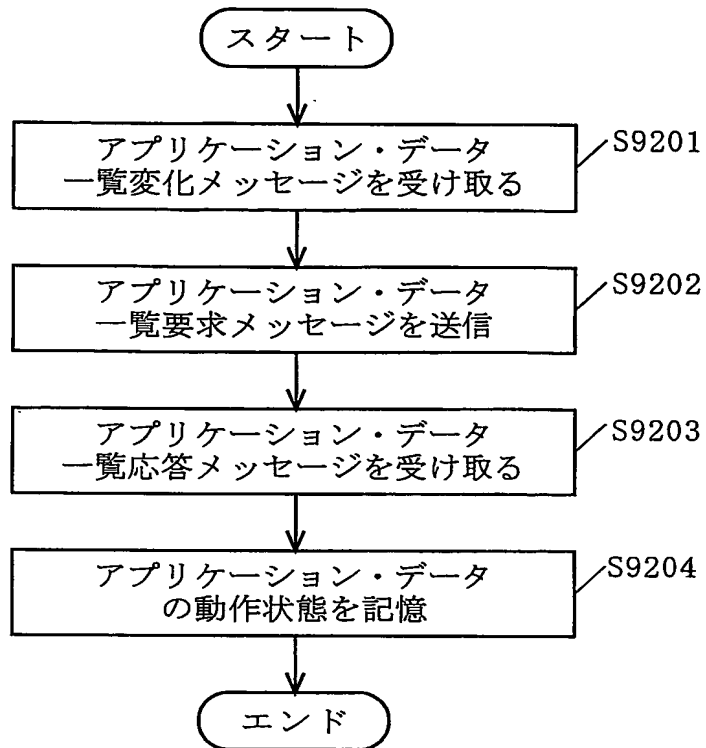 スタート
アプリケーション・データ
一覧変化メッセージを受け取る
S9201
アプリケーション・データ
一覧要求メッセージを送信
S9202
アプリケーション・データ
一覧応答メッセージを受け取る
S9203
アプリケーション・データ
の動作状態を記憶
S9204
エンド